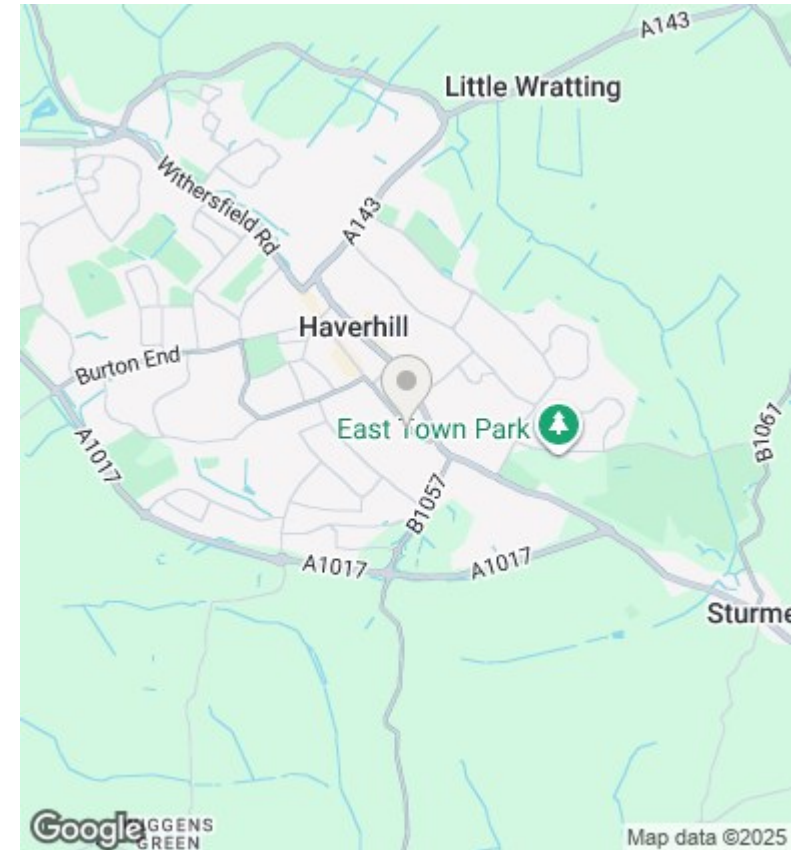 A143
Little Wratting
Withersfield Rd
A143
Haverhill
Burton End
East Town Park
B1061
A1017
B1057
A1017
A1017
Sturme
Google
IGGENS
GREEN
Map data ©2025